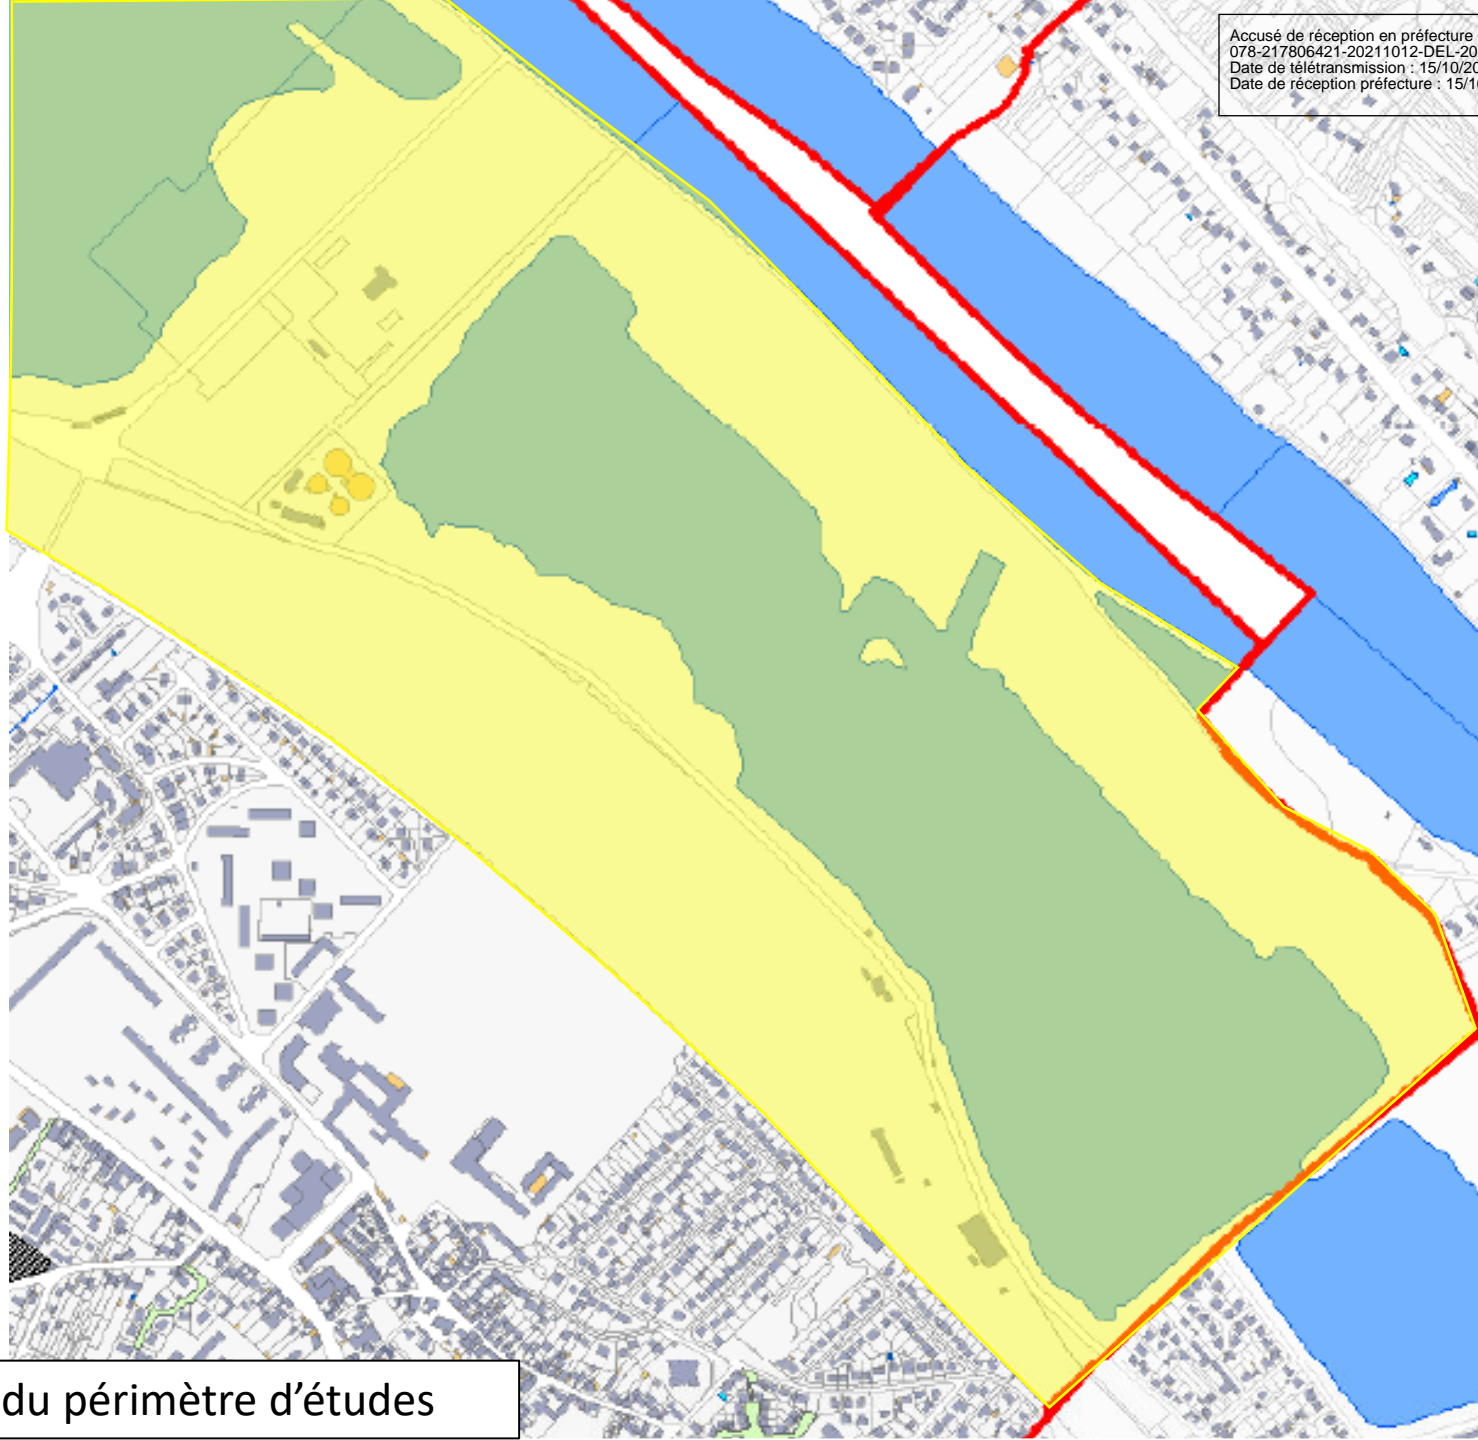 Accusé de réception en préfecture
078-217806421-20211012-DEL-20
Date de télétransmission : 15/10/20
Date de réception préfecture : 15/1
du périmètre d’études